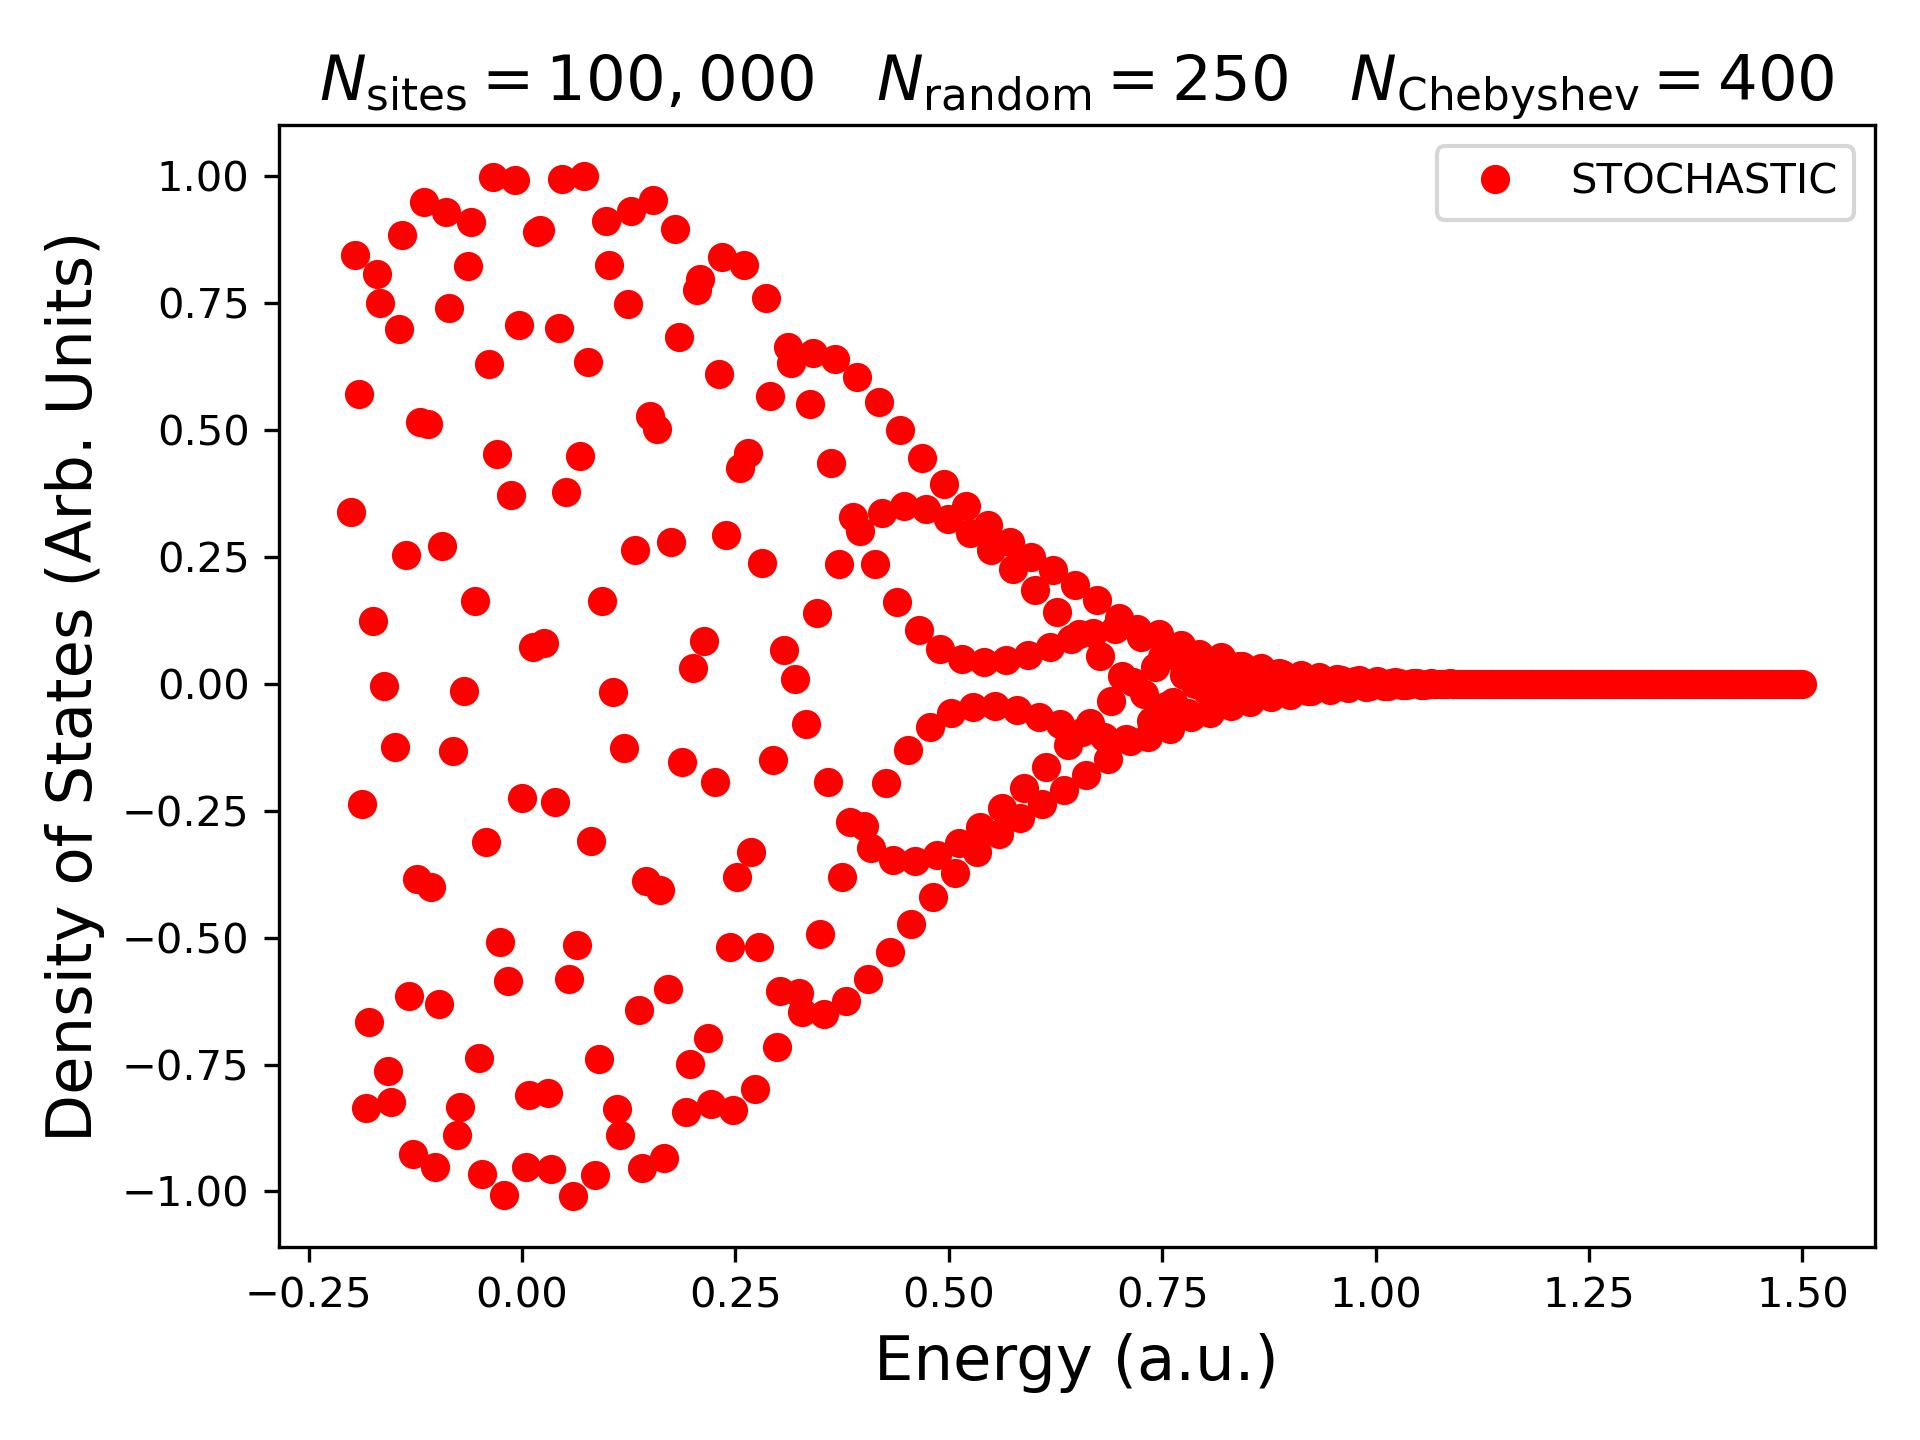 N_sites = 100,000 N_random = 250 N_Chebyshev = 400
STOCHASTIC
Density of States (Arb. Units)
1.00
0.75
0.50
0.25
0.00
−0.25
−0.50
−0.75
−1.00
−0.25 0.00 0.25 0.50 0.75 1.00 1.25 1.50
Energy (a.u.)